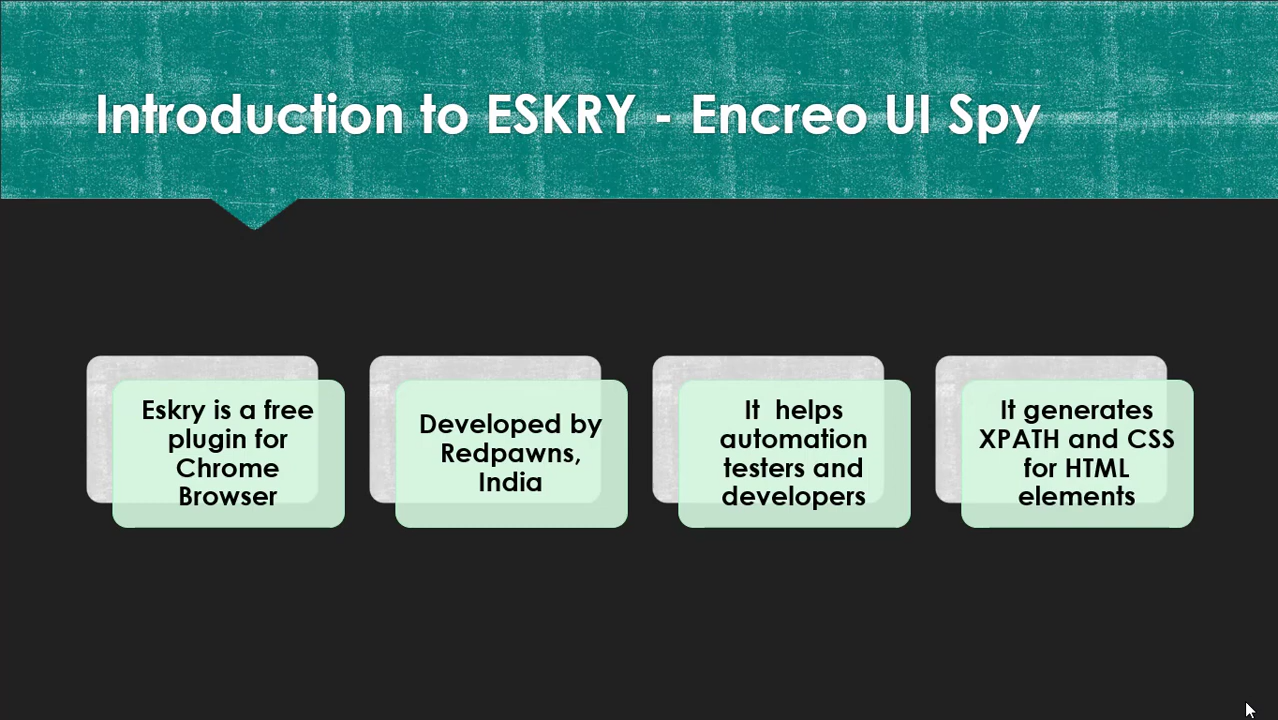 Introduction to ESKRY - Encreo UI Spy
Eskry is a free
plugin for
Chrome
Browser
Developed by
Redpawns,
India
It helps
automation
testers and
developers
It generates
XPATH and CSS
for HTML
elements